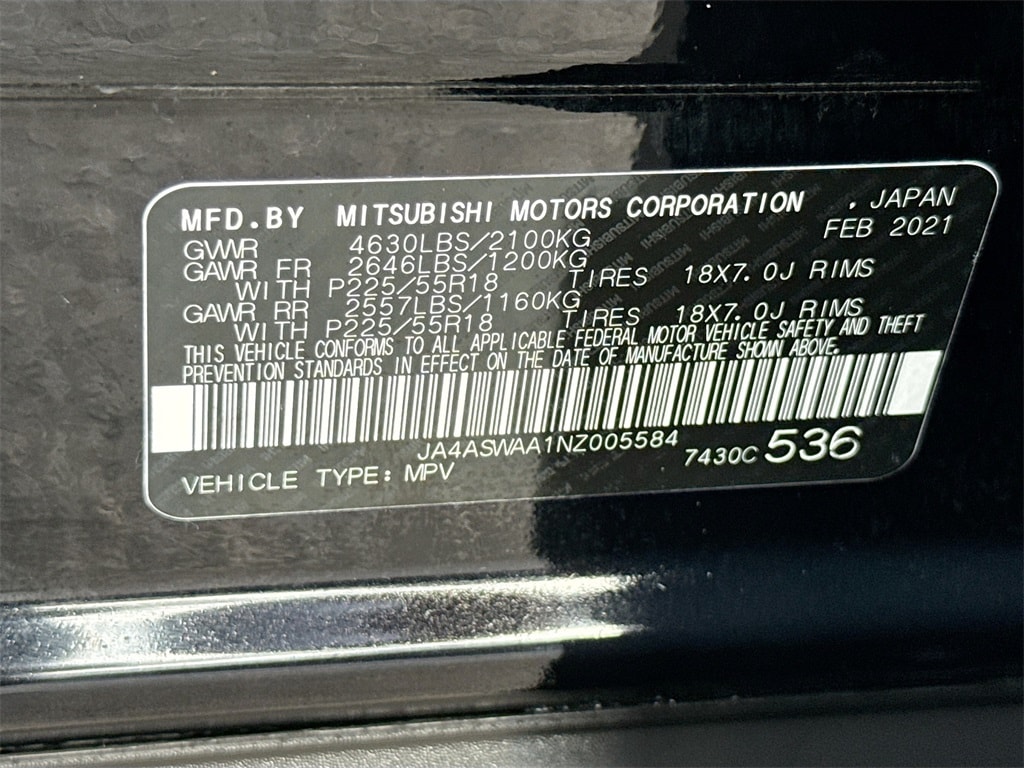 MFD.BY MITSUBISHI MOTORS CORPORATION , JAPAN
FEB 2021
GWWR 4630LBS/2100KG
GAWR FR 2646LBS/1200KG
WITH P225/55R18 TIRES 18X7.0J RIMS
GAWR RR 2557LBS/1160KG
WITH P225/55R18 TIRES 18X7.0J RIMS
THIS VEHICLE CONFORMS TO ALL APPLICABLE FEDERAL MOTOR VEHICLE SAFETY AND THEFT
PREVENTION STANDARDS IN EFFECT ON THE DATE OF MANUFACTURE SHOWN ABOVE.
JA4ASWAA1NZ005584
7430C 536
VEHICLE TYPE: MPV